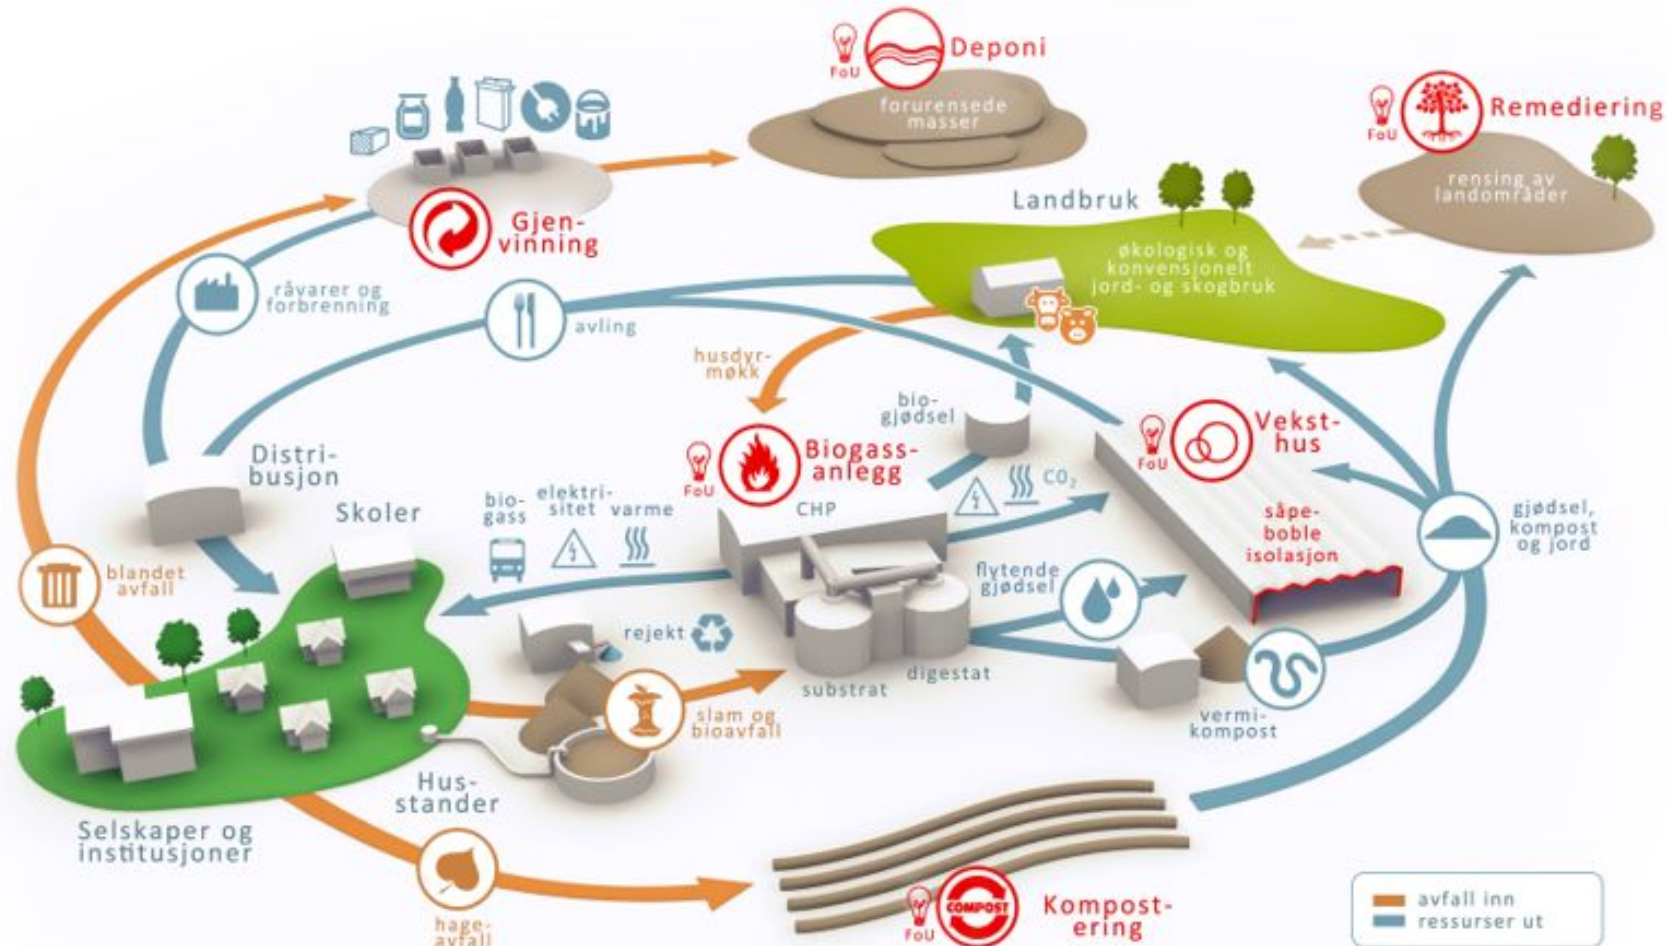 FoU
Deponi
forurensede
masser
FoU
Remediering
rensing av
landområder
Gjen-
vinning
Landbruk
økologisk og
konvensjonelt
jord- og skogbruk
råvarer og
forbrenning
avling
husdyr-
møkk
bio-
gjødsel
FoU
Biogass-
anlegg
FoU
Vekst-
hus
Distri-
busjon
Skoler
bio-
gass
elektri-
sitet
varme
CHP
CO₂
såpe-
boble
isolasjon
gjødsel,
kompost
og jord
blandet
avfall
flytende
gjødsel
rejekt
substrat
digestat
slam og
bioavfall
vermi-
kompost
Hus-
stander
Selskaper og
institusjoner
hage-
avfall
FoU
COMPOST
Kompost-
ering
avfall inn
ressurser ut